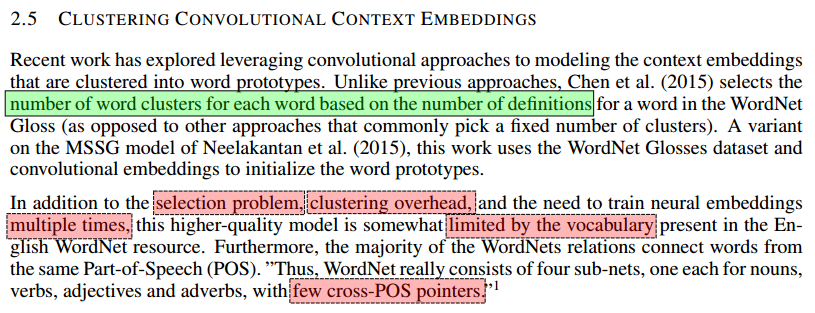 2.5 CLUSTERING CONVOLUTIONAL CONTEXT EMBEDDINGS
Recent work has explored leveraging convolutional approaches to modeling the context embeddings
that are clustered into word prototypes. Unlike previous approaches, Chen et al. (2015) selects the
number of word clusters for each word based on the number of definitions for a word in the WordNet
Gloss (as opposed to other approaches that commonly pick a fixed number of clusters). A variant
on the MSSG model of Neelakantan et al. (2015), this work uses the WordNet Glosses dataset and
convolutional embeddings to initialize the word prototypes.
In addition to the selection problem, clustering overhead, and the need to train neural embeddings
multiple times, this higher-quality model is somewhat limited by the vocabulary present in the En-
glish WordNet resource. Furthermore, the majority of the WordNets relations connect words from
the same Part-of-Speech (POS). ”Thus, WordNet really consists of four sub-nets, one each for nouns,
verbs, adjectives and adverbs, with few cross-POS pointers.”1